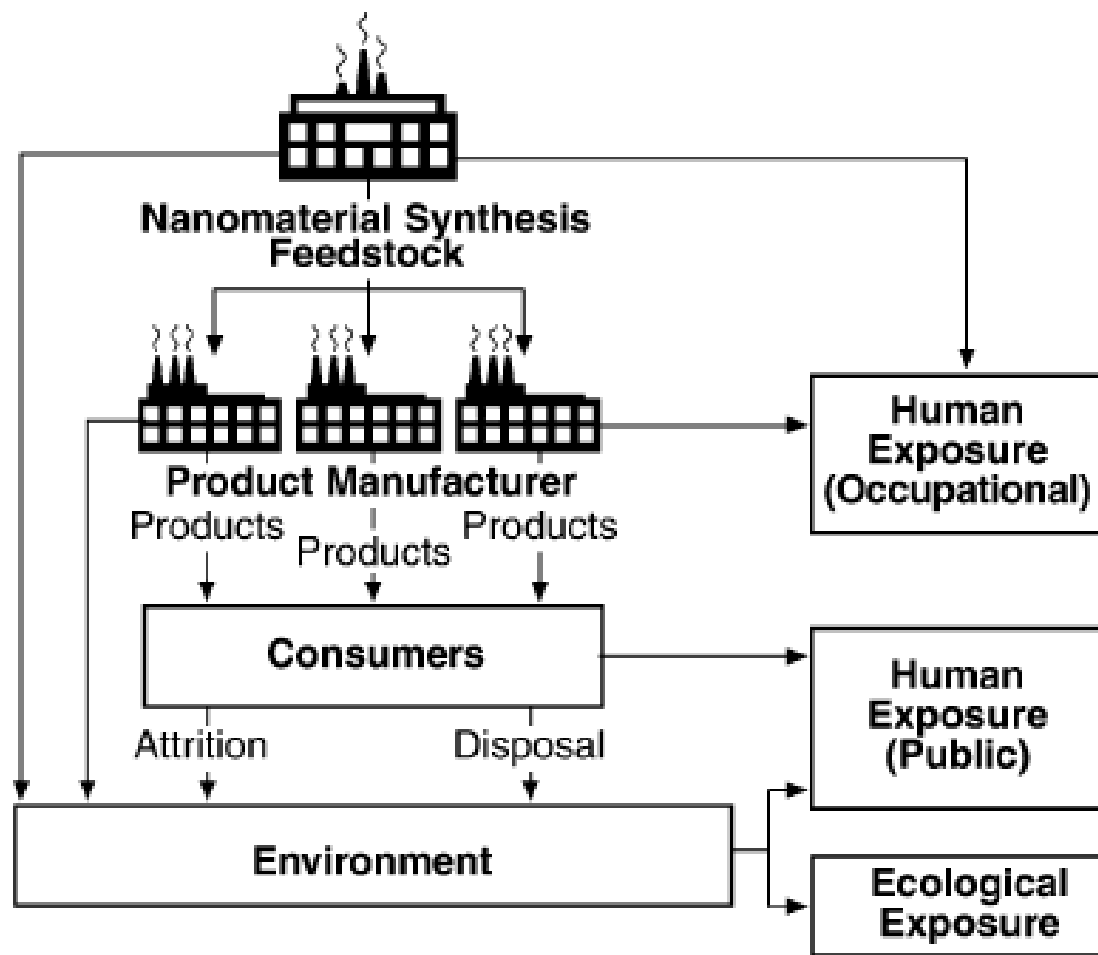 Nanomaterial Synthesis
Feedstock
Human
Exposure
(Occupational)
Product Manufacturer
Products
Products
Products
Consumers
Human
Exposure
(Public)
Attrition
Disposal
Environment
Ecological
Exposure